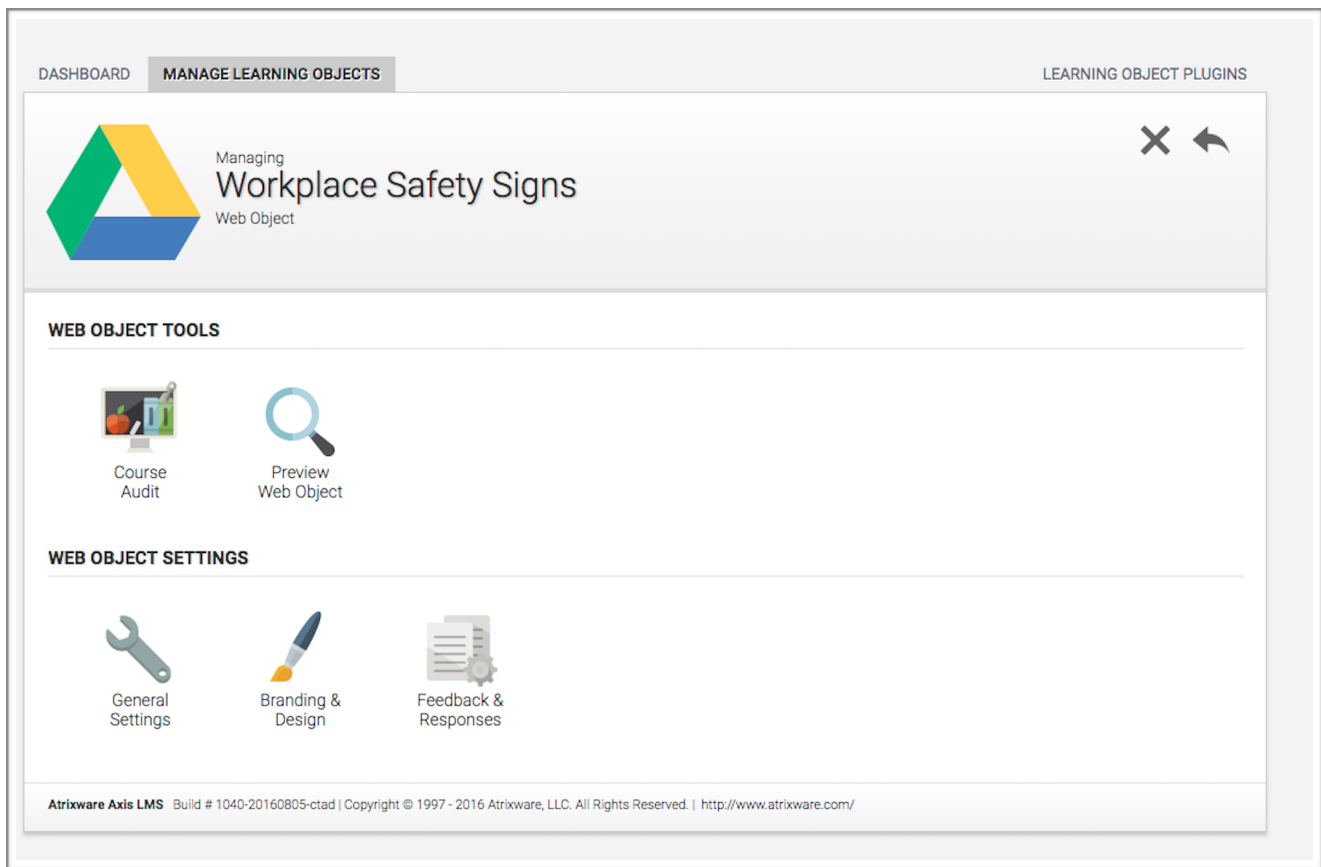 DASHBOARD MANAGE LEARNING OBJECTS LEARNING OBJECT PLUGINS
Managing
Workplace Safety Signs
Web Object
WEB OBJECT TOOLS
Course Audit
Preview Web Object
WEB OBJECT SETTINGS
General Settings
Branding & Design
Feedback & Responses
Atrixware Axis LMS Build # 1040-20160805-ctad | Copyright © 1997 - 2016 Atrixware, LLC. All Rights Reserved. | http://www.atrixware.com/